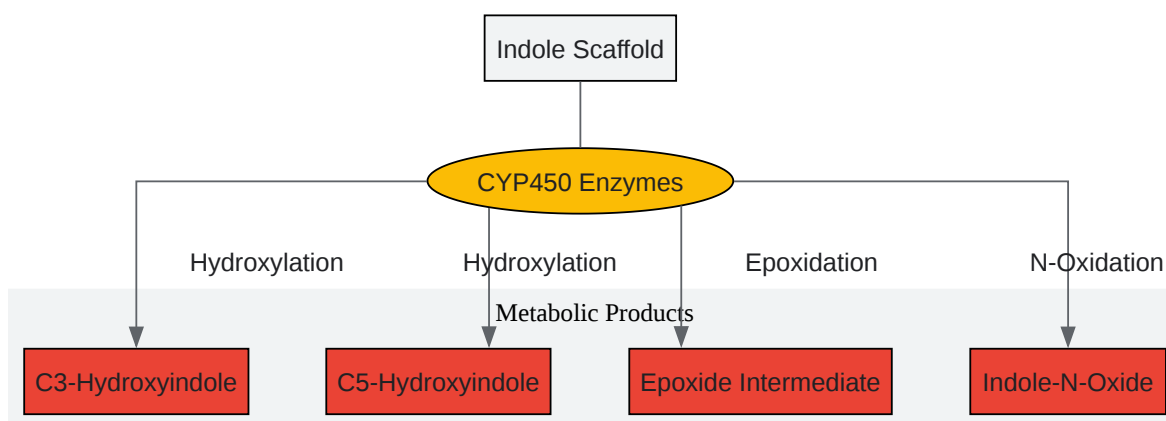 Indole Scaffold
CYP450 Enzymes
Hydroxylation
Hydroxylation
Epoxidation
N-Oxidation
Metabolic Products
C3-Hydroxyindole
C5-Hydroxyindole
Epoxide Intermediate
Indole-N-Oxide